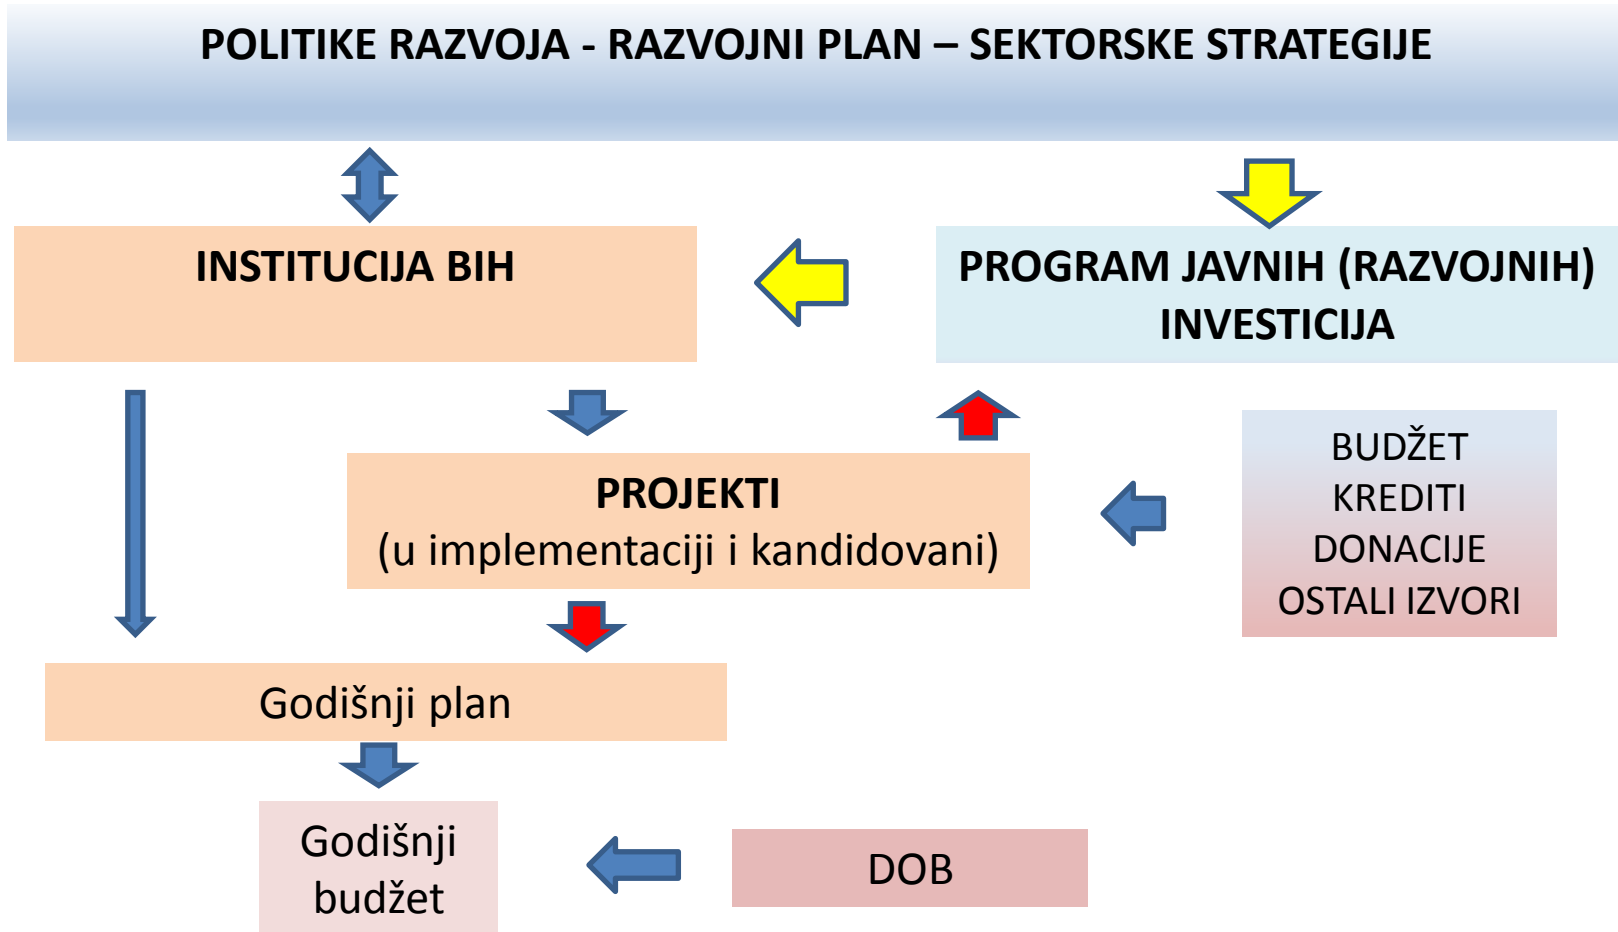 POLITIKE RAZVOJA - RAZVOJNI PLAN – SEKTORSKE STRATEGIJE
INSTITUCIJA BIH
PROGRAM JAVNIH (RAZVOJNIH)
INVESTICIJA
PROJEKTI
(u implementaciji i kandidovani)
BUDŽET
KREDITI
DONACIJE
OSTALI IZVORI
Godišnji plan
Godišnji
budžet
DOB